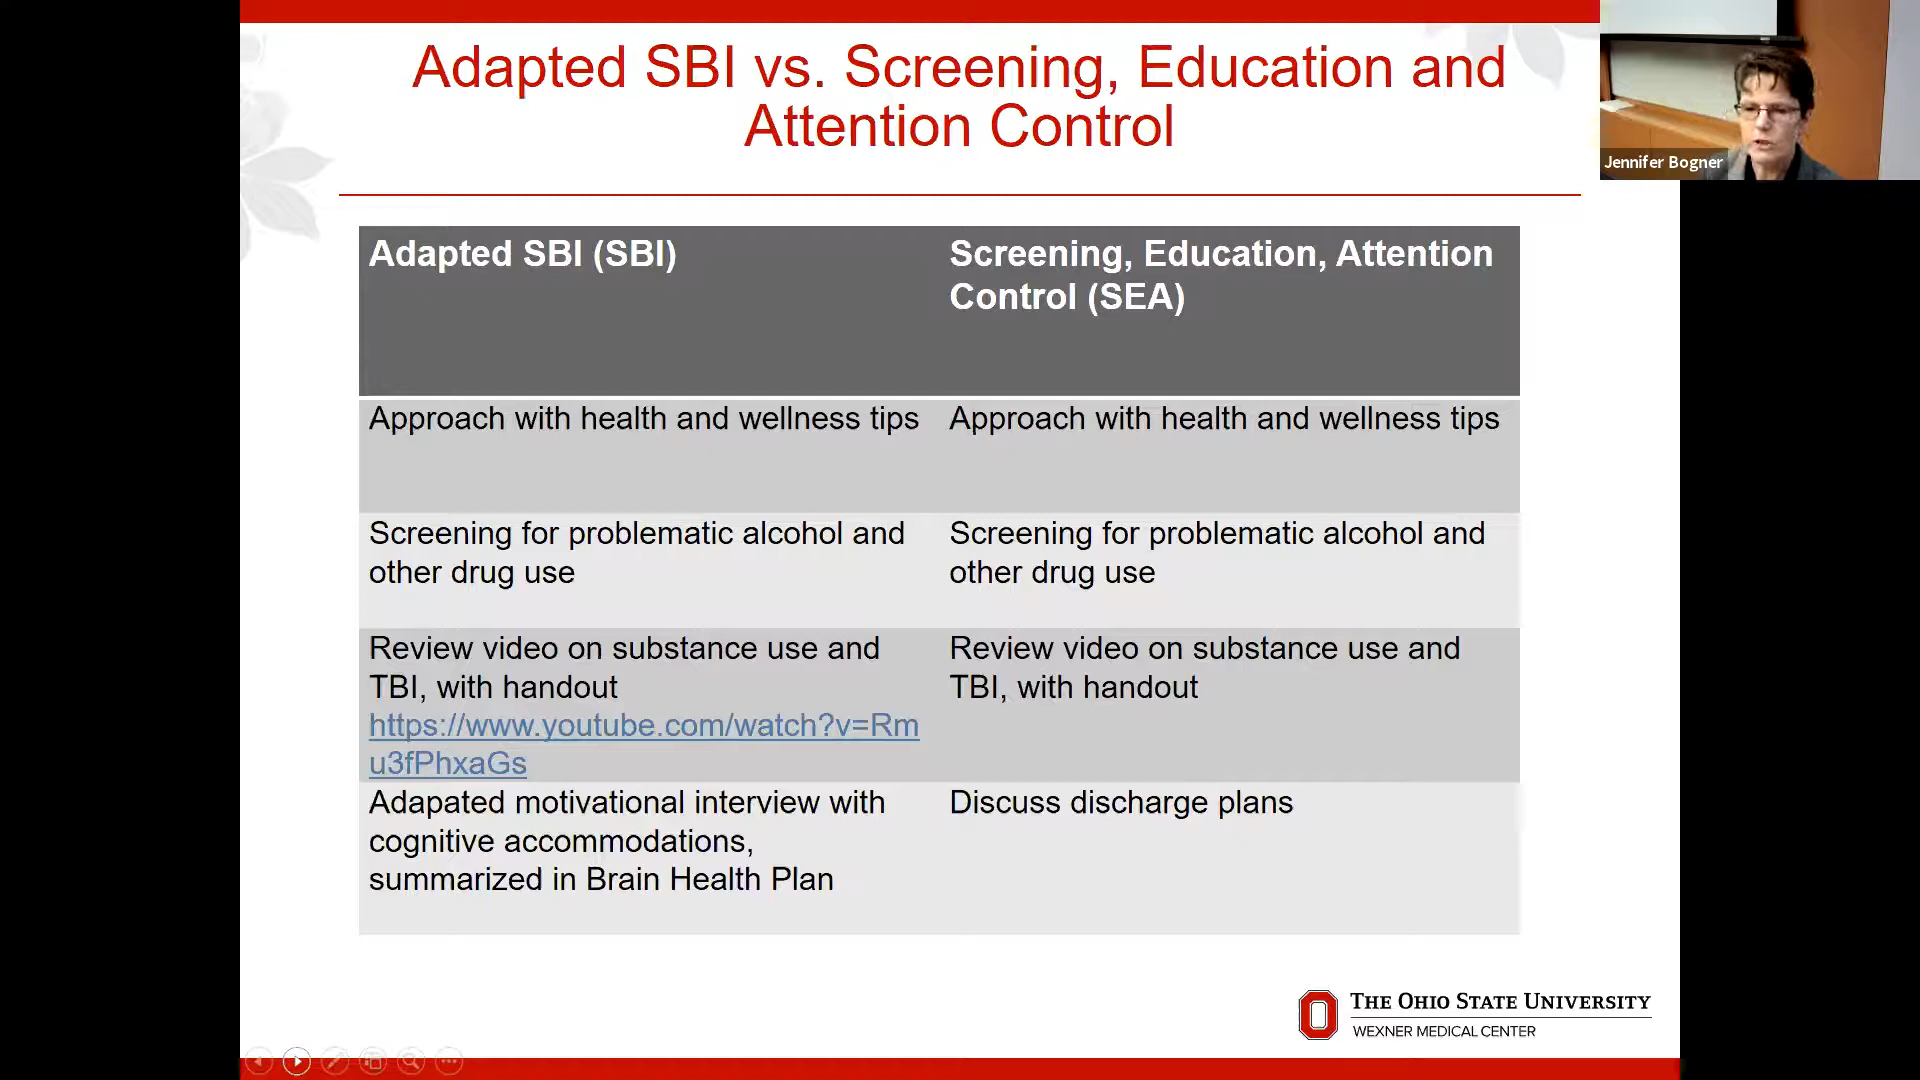 Adapted SBI vs. Screening, Education and
Attention Control
Jennifer Bogner
Adapted SBI (SBI)
Screening, Education, Attention
Control (SEA)
Approach with health and wellness tips
Approach with health and wellness tips
Screening for problematic alcohol and
other drug use
Screening for problematic alcohol and
other drug use
Review video on substance use and
TBI, with handout
https://www.youtube.com/watch?v=Rm
u3fPhxaGs
Review video on substance use and
TBI, with handout
Adapated motivational interview with
cognitive accommodations,
summarized in Brain Health Plan
Discuss discharge plans
THE OHIO STATE UNIVERSITY
WEXNER MEDICAL CENTER